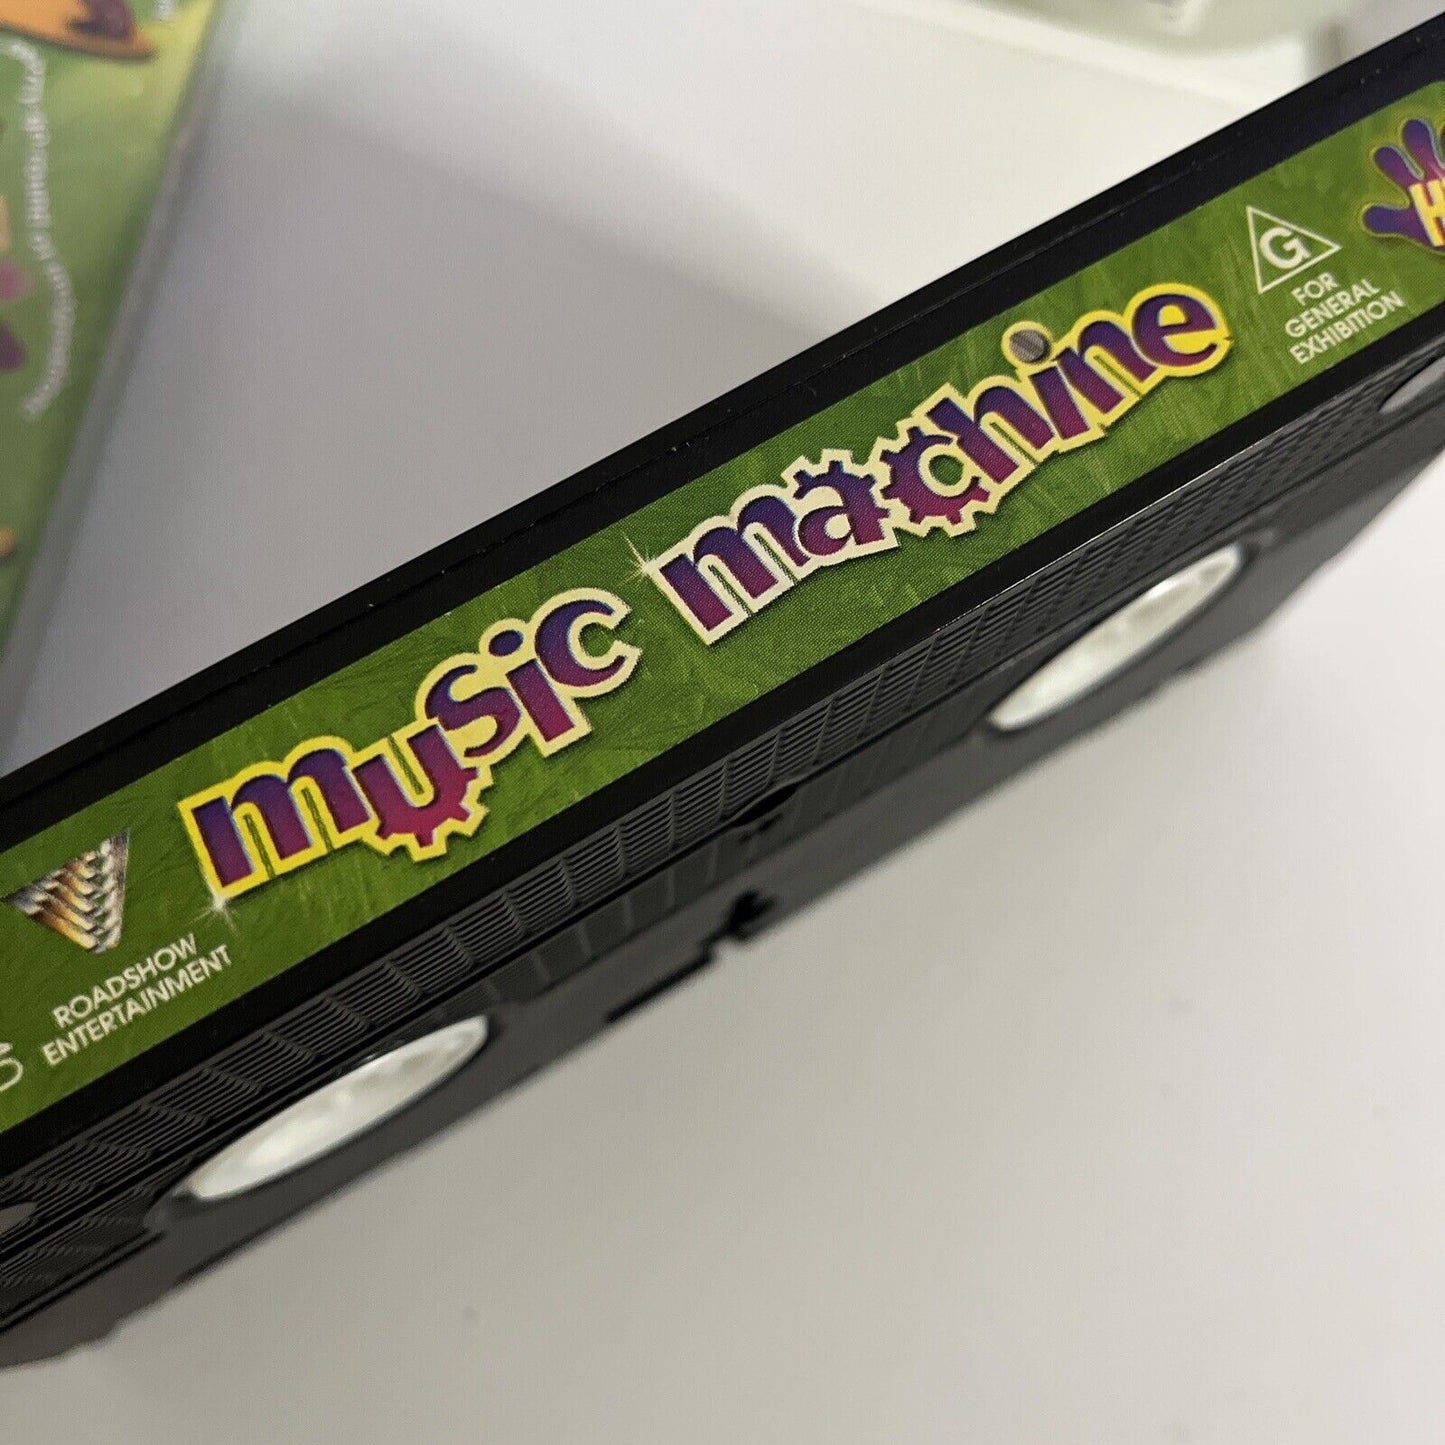 music machine
G
FOR
GENERAL
EXHIBITION
ROADSHOW
ENTERTAINMENT